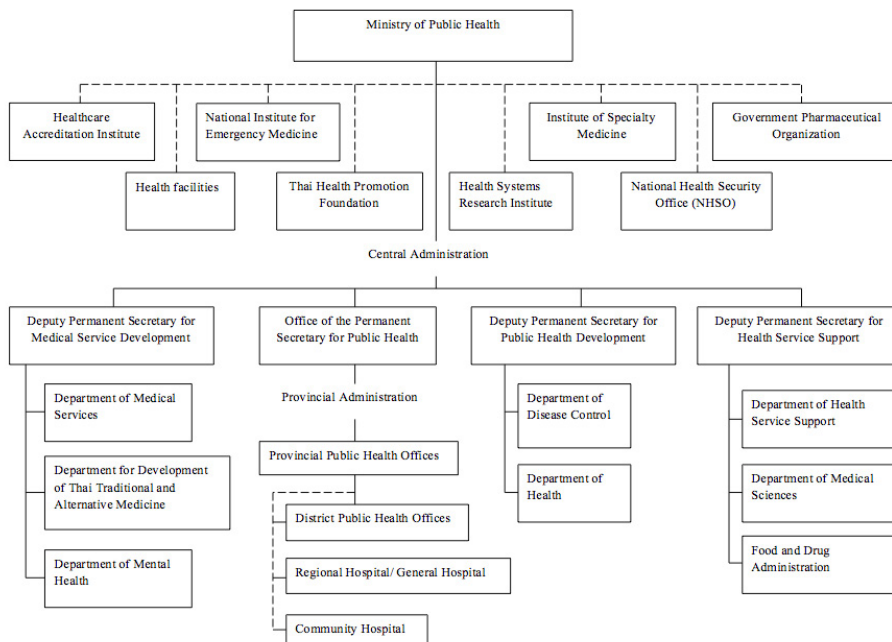 Ministry of Public Health
Healthcare
Accreditation Institute
National Institute for
Emergency Medicine
Institute of Specialty
Medicine
Government Pharmaceutical
Organization
Health facilities
Thai Health Promotion
Foundation
Health Systems
Research Institute
National Health Security
Office (NHSO)
Central Administration
Deputy Permanent Secretary for
Medical Service Development
Office of the Permanent
Secretary for Public Health
Deputy Permanent Secretary for
Public Health Development
Deputy Permanent Secretary for
Health Service Support
Department of Medical
Services
Department for Development
of Thai Traditional and
Alternative Medicine
Department of Mental
Health
Provincial Administration
Provincial Public Health Offices
District Public Health Offices
Regional Hospital/ General Hospital
Community Hospital
Department of
Disease Control
Department of
Health
Department of Health
Service Support
Department of Medical
Sciences
Food and Drug
Administration